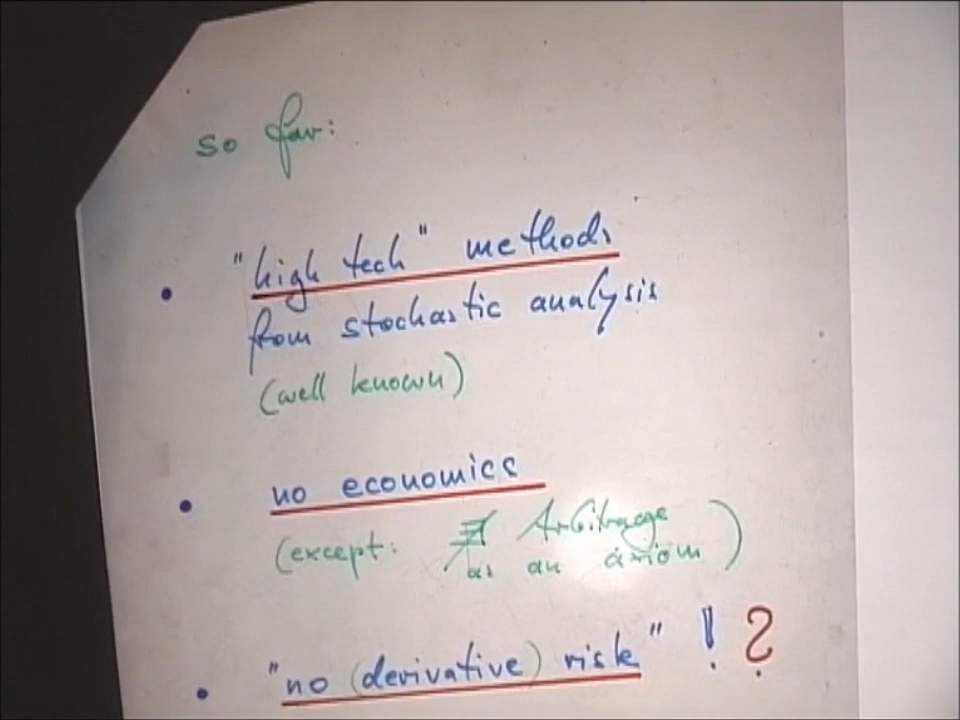 so far:
• "high tech" methods
from stochastic analysis
(well known)
• no economics
(except: ∄ Arbitrage
as an axiom)
• "no (derivative) risk" ! ?